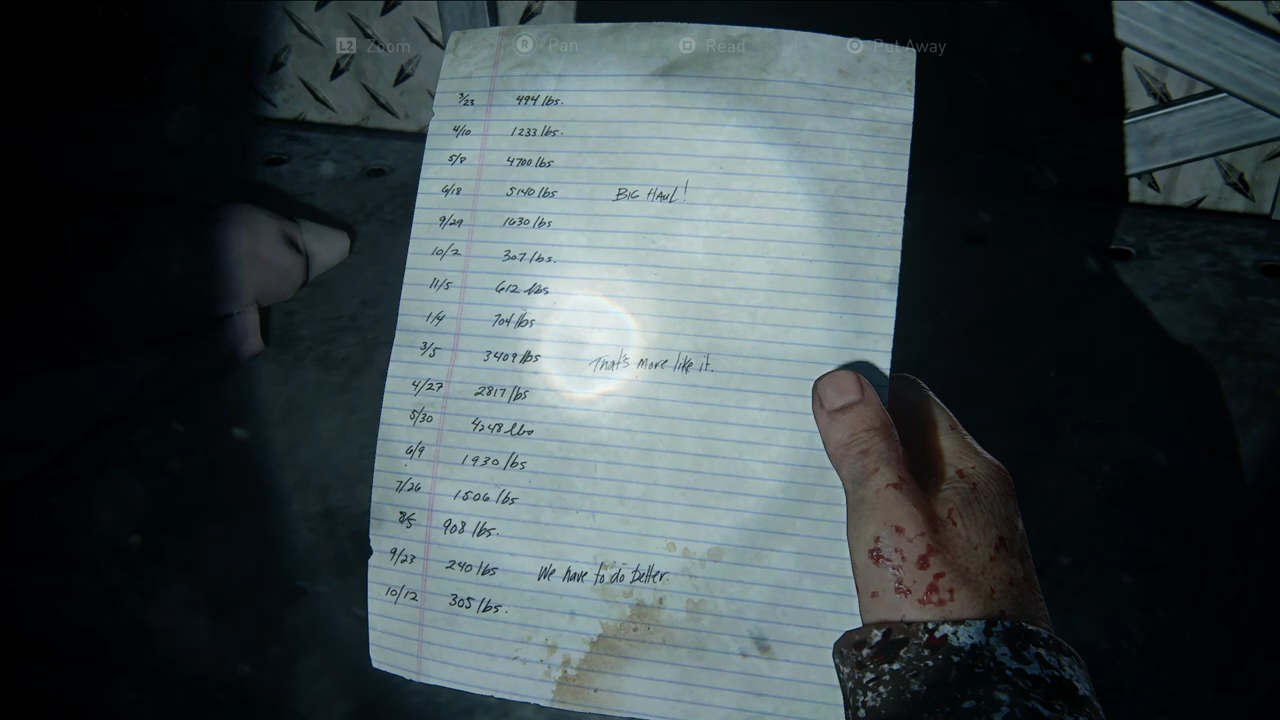 L2 Zoom R Pan Read Put Away
3/23 494 lbs.
4/10 1233 lbs.
5/8 4700 lbs
6/18 5140 lbs BIG HAUL!
9/29 1630 lbs
10/2 307 lbs.
11/5 612 lbs
1/4 704 lbs
3/5 3409 lbs That's more like it.
4/27 2817 lbs
5/30 4248 lbs
6/9 1930 lbs
7/26 1506 lbs
8/5 908 lbs.
9/23 240 lbs We have to do better
10/12 305 lbs.